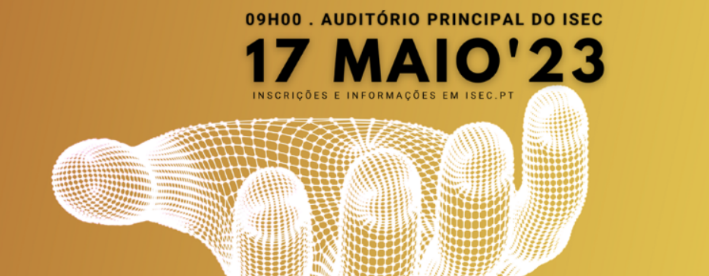 09H00 . AUDITÓRIO PRINCIPAL DO ISEC
17 MAIO'23
INSCRIÇÕES E INFORMAÇÕES EM ISEC.PT